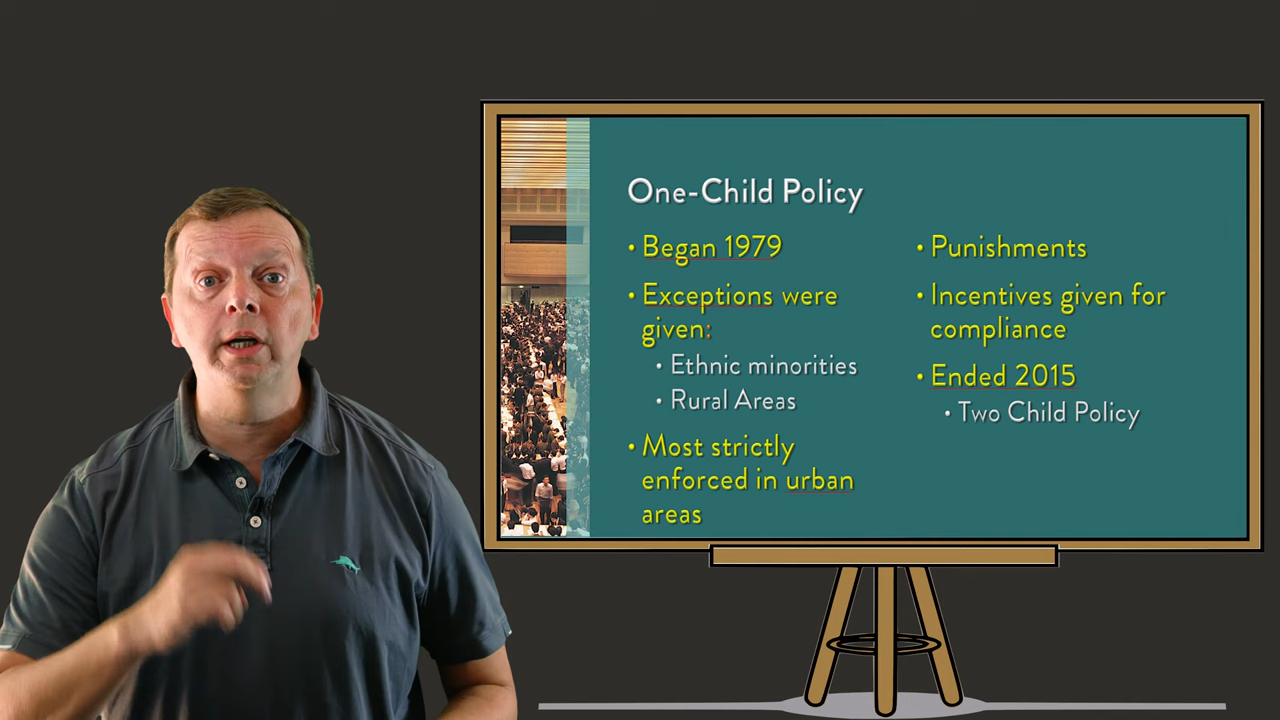 One-Child Policy
• Began 1979
• Exceptions were
given:
• Ethnic minorities
• Rural Areas
• Most strictly
enforced in urban
areas
• Punishments
• Incentives given for
compliance
• Ended 2015
• Two Child Policy